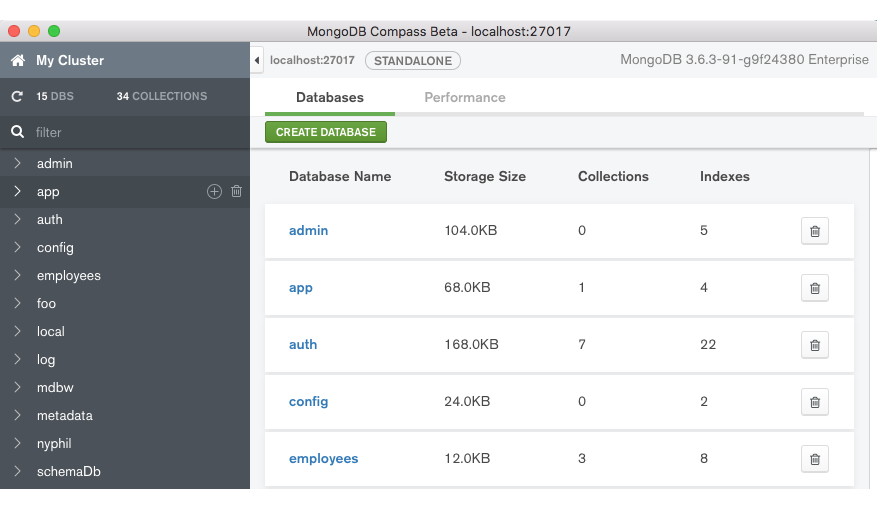 MongoDB Compass Beta - localhost:27017
My Cluster
localhost:27017 STANDALONE MongoDB 3.6.3-91-g9f24380 Enterprise
15 DBS 34 COLLECTIONS
Databases Performance
filter
CREATE DATABASE
admin
app
auth
config
employees
foo
local
log
mdbw
metadata
nyphil
schemaDb
Database Name Storage Size Collections Indexes
admin 104.0KB 0 5
app 68.0KB 1 4
auth 168.0KB 7 22
config 24.0KB 0 2
employees 12.0KB 3 8